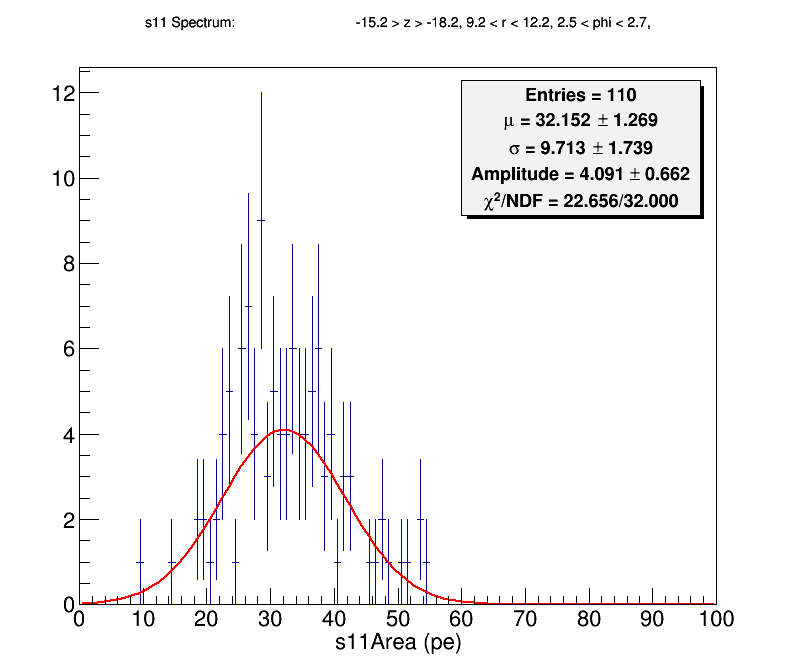 s11 Spectrum: -15.2 > z > -18.2, 9.2 < r < 12.2, 2.5 < phi < 2.7,
Entries = 110
μ = 32.152 ± 1.269
σ = 9.713 ± 1.739
Amplitude = 4.091 ± 0.662
χ²/NDF = 22.656/32.000
12
10
8
6
4
2
0
0 10 20 30 40 50 60 70 80 90 100
s11Area (pe)